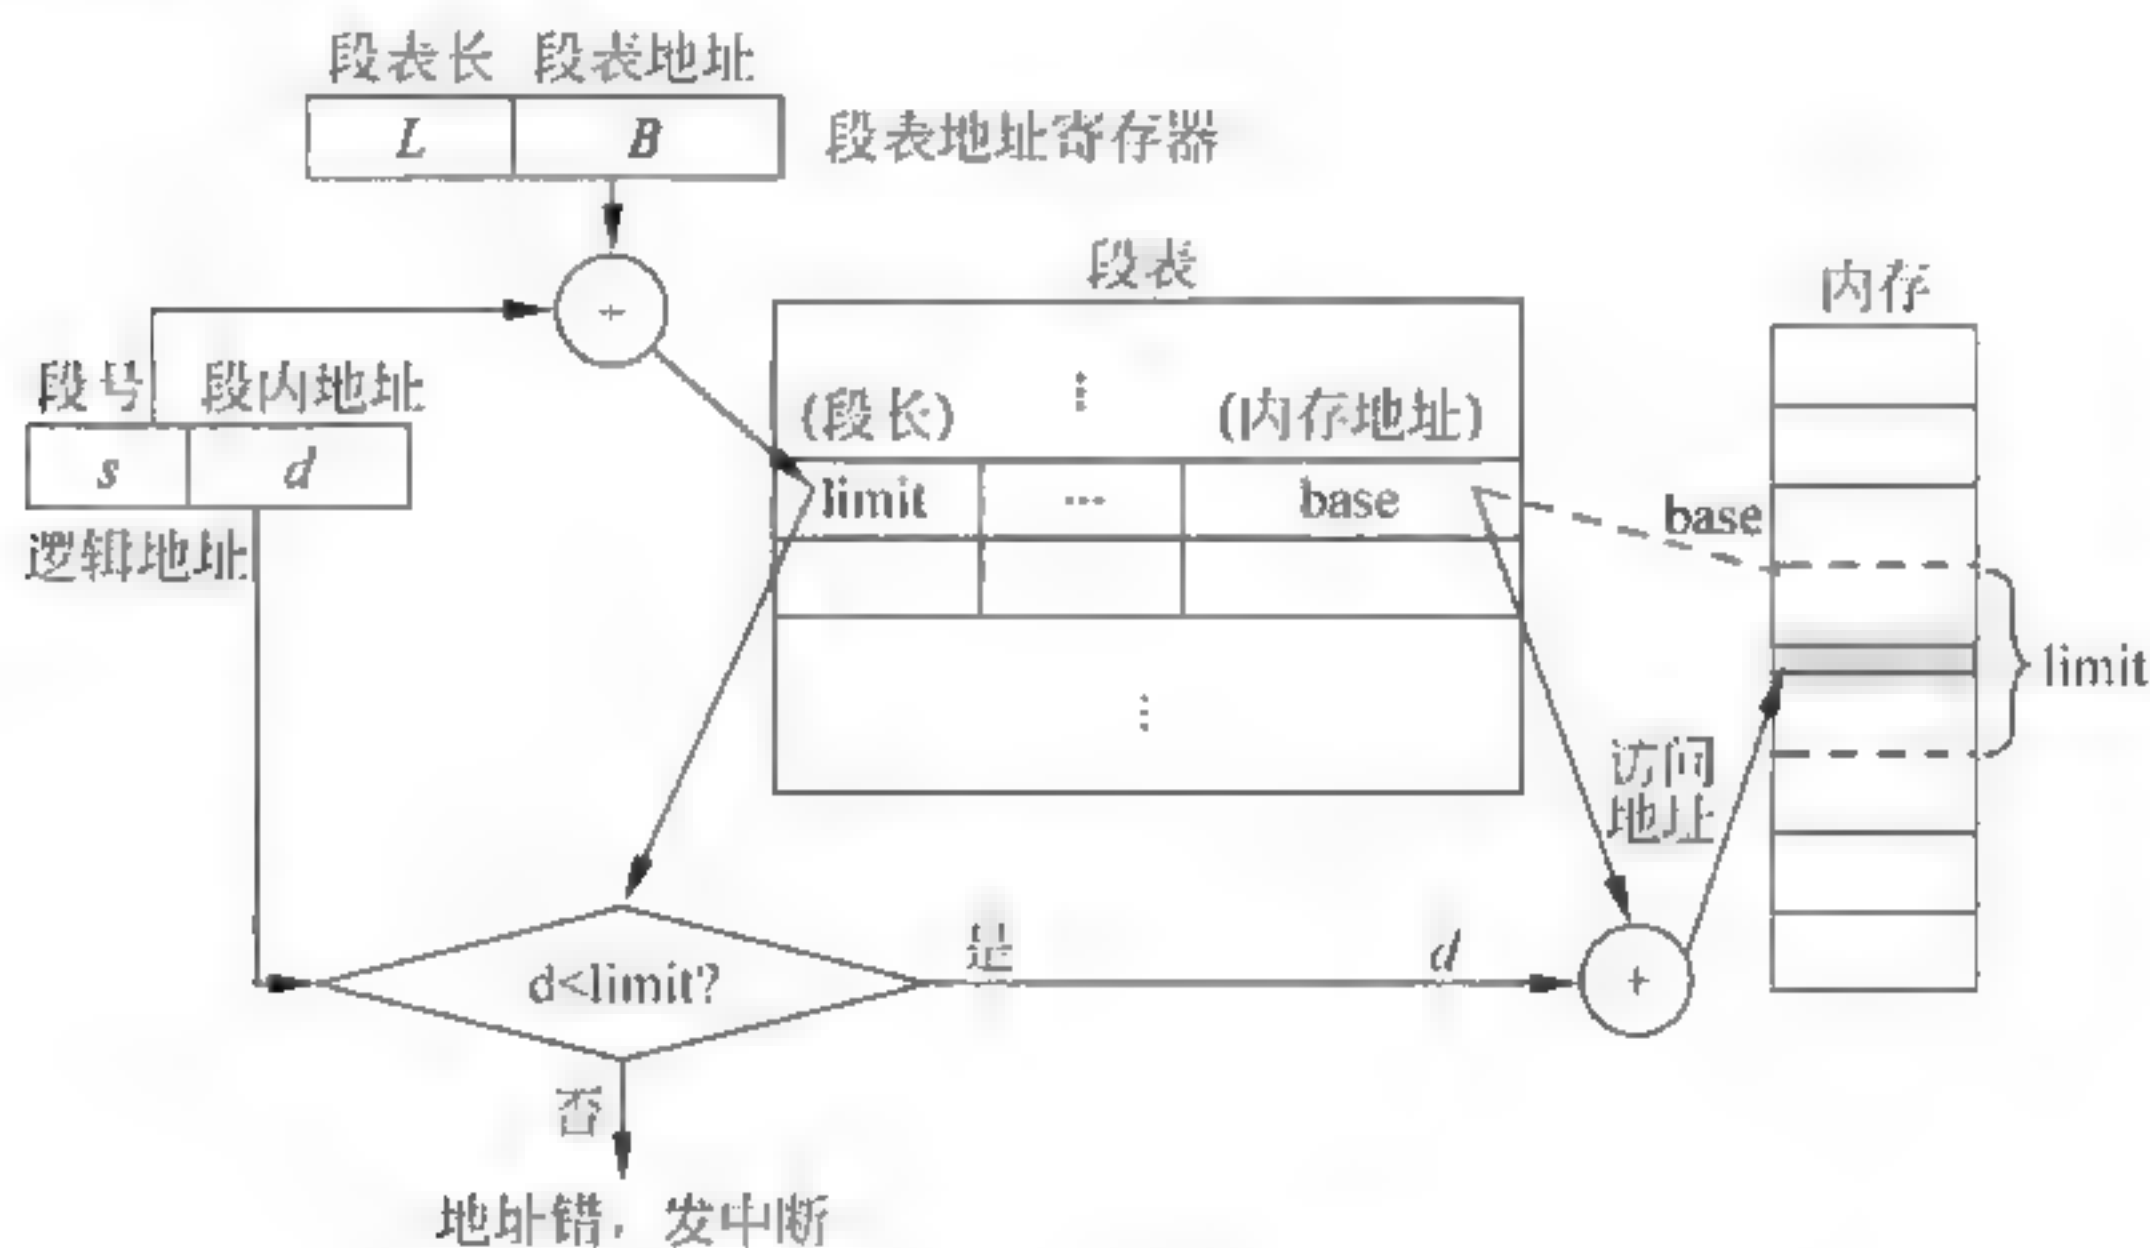 段表长 段表地址
L B 段表地址寄存器
+
段表
内存
段号 段内地址
(段长) ⋮ (内存地址)
s d
limit … base
base
逻辑地址
limit
⋮
访问
地址
是 d
d<limit?
+
否
地址错，发中断